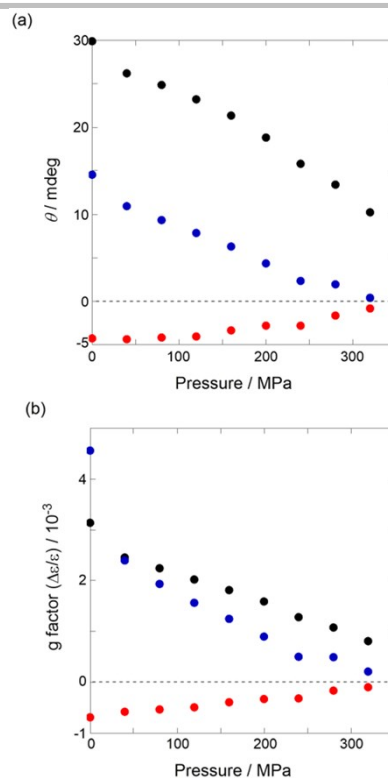 (a)
30
20
10
0
-5
θ / mdeg
0 100 200 300
Pressure / MPa
(b)
4
2
0
-1
g factor (Δε/ε) / 10⁻³
0 100 200 300
Pressure / MPa